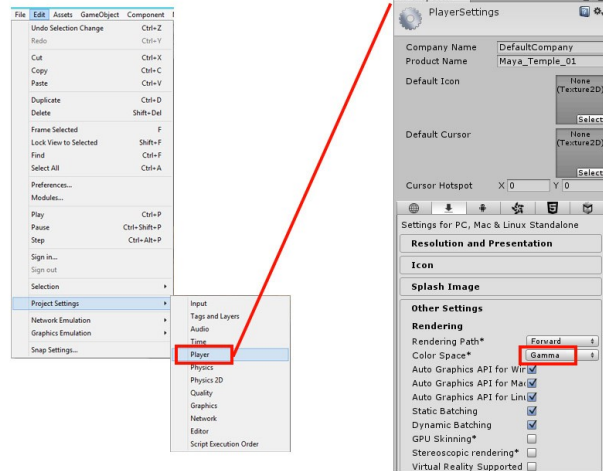 File Edit Assets GameObject Component
Undo Selection Change Ctrl+Z
Redo Ctrl+Y
Cut Ctrl+X
Copy Ctrl+C
Paste Ctrl+V
Duplicate Ctrl+D
Delete Shift+Del
Frame Selected F
Lock View to Selected Shift+F
Find Ctrl+F
Select All Ctrl+A
Preferences...
Modules...
Play Ctrl+P
Pause Ctrl+Shift+P
Step Ctrl+Alt+P
Sign in...
Sign out
Selection
Project Settings
Network Emulation
Graphics Emulation
Snap Settings...
Input
Tags and Layers
Audio
Time
Player
Physics
Physics 2D
Quality
Graphics
Network
Editor
Script Execution Order
PlayerSettings
Company Name DefaultCompany
Product Name Maya_Temple_01
Default Icon None
(Texture2D)
Select
Default Cursor None
(Texture2D)
Select
Cursor Hotspot X 0 Y 0
Settings for PC, Mac & Linux Standalone
Resolution and Presentation
Icon
Splash Image
Other Settings
Rendering
Rendering Path* Forward
Color Space* Gamma
Auto Graphics API for Win
Auto Graphics API for Mac
Auto Graphics API for Linu
Static Batching
Dynamic Batching
GPU Skinning*
Stereoscopic rendering*
Virtual Reality Supported